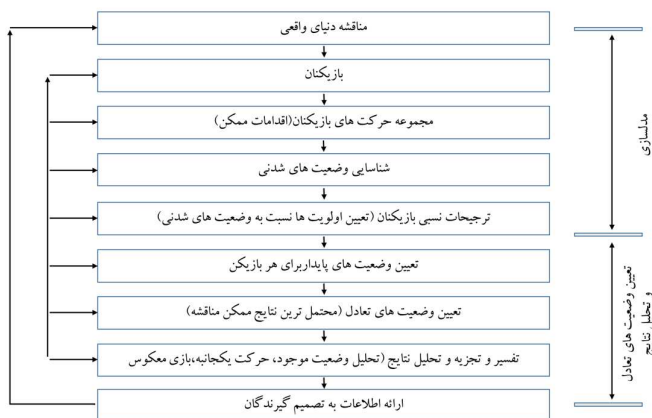 مناقشه دنیای واقعی
بازیکنان
مجموعه حرکت های بازیکنان(اقدامات ممکن)
شناسایی وضعیت های شدنی
ترجیحات نسبی بازیکنان (تعیین اولویت ها نسبت به وضعیت های شدنی)
تعیین وضعیت های پایداربرای هر بازیکن
تعیین وضعیت های تعادل (محتمل ترین نتایج ممکن مناقشه)
تفسیر و تجزیه و تحلیل نتایج (تحلیل وضعیت موجود، حرکت یکجانبه،بازی معکوس
ارائه اطلاعات به تصمیم گیرندگان
مدلسازی
تعیین وضعیت های تعادل
و تحلیل نتایج